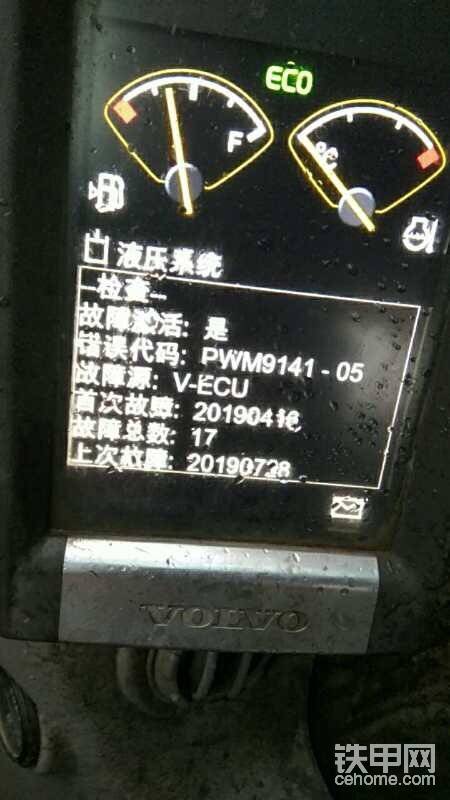 ECO
F
°C
液压系统
--检查--
故障激活: 是
错误代码: PWM9141 - 05
故障源: V-ECU
首次故障: 20190416
故障总数: 17
上次故障: 20190728
VOLVO
铁甲网
cehome.com